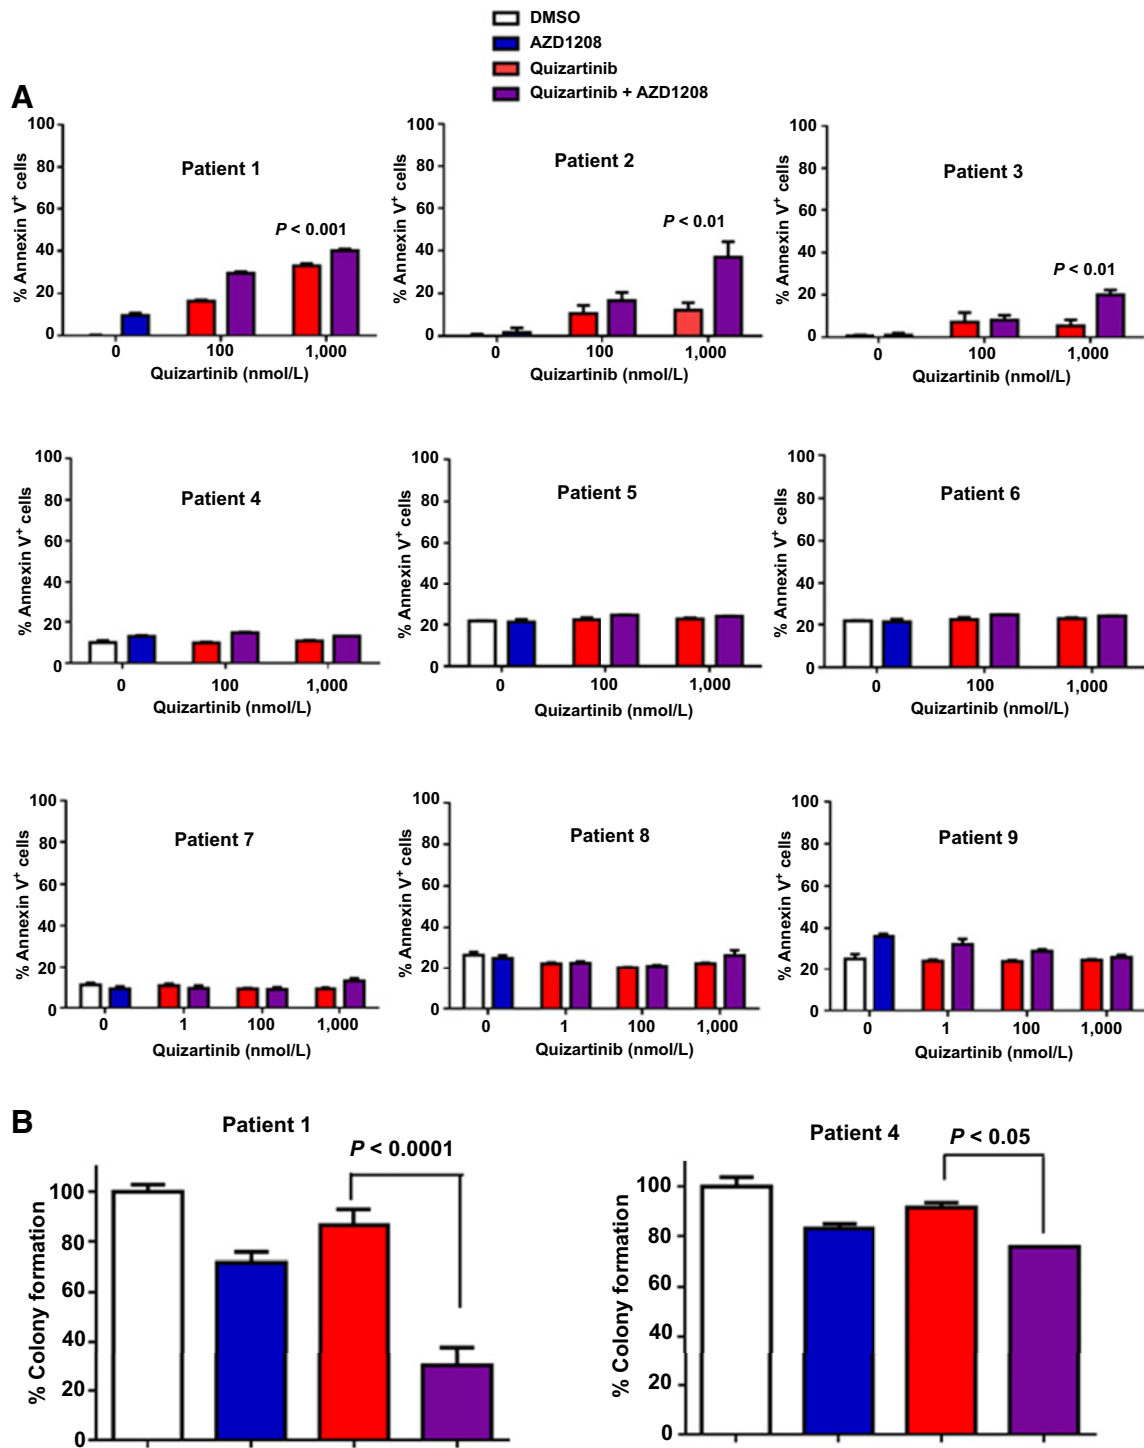 DMSO
AZD1208
Quizartinib
Quizartinib + AZD1208
A
Patient 1
% Annexin V+ cells
100
80
60
40
20
0
P < 0.001
0 100 1,000
Quizartinib (nmol/L)
Patient 2
% Annexin V+ cells
100
80
60
40
20
0
P < 0.01
0 100 1,000
Quizartinib (nmol/L)
Patient 3
% Annexin V+ cells
100
80
60
40
20
0
P < 0.01
0 100 1,000
Quizartinib (nmol/L)
Patient 4
% Annexin V+ cells
100
80
60
40
20
0
0 100 1,000
Quizartinib (nmol/L)
Patient 5
% Annexin V+ cells
100
80
60
40
20
0
0 100 1,000
Quizartinib (nmol/L)
Patient 6
% Annexin V+ cells
100
80
60
40
20
0
0 100 1,000
Quizartinib (nmol/L)
Patient 7
% Annexin V+ cells
100
80
60
40
20
0
0 1 100 1,000
Quizartinib (nmol/L)
Patient 8
% Annexin V+ cells
100
80
60
40
20
0
0 1 100 1,000
Quizartinib (nmol/L)
Patient 9
% Annexin V+ cells
100
80
60
40
20
0
0 1 100 1,000
Quizartinib (nmol/L)
B
Patient 1
P < 0.0001
% Colony formation
100
80
60
40
20
0
Patient 4
P < 0.05
% Colony formation
100
80
60
40
20
0